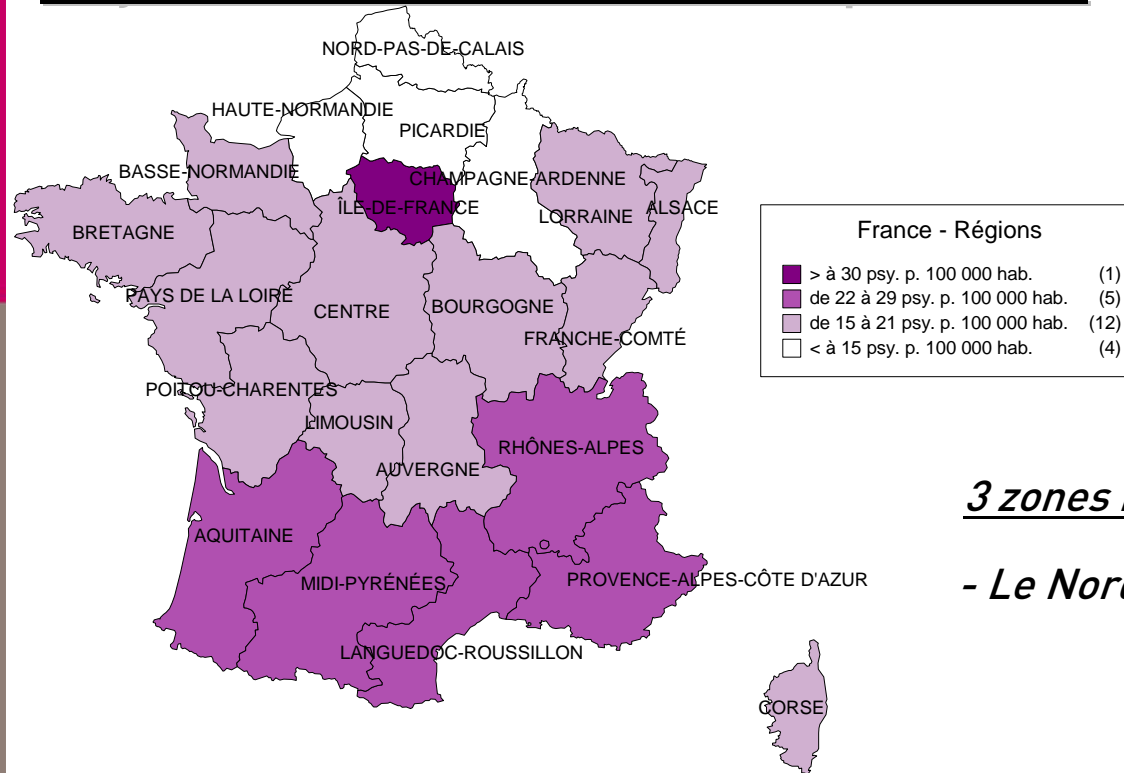 NORD-PAS-DE-CALAIS
HAUTE-NORMANDIE
PICARDIE
BASSE-NORMANDIE
CHAMPAGNE-ARDENNE
ÎLE-DE-FRANCE
LORRAINE
ALSACE
BRETAGNE
PAYS DE LA LOIRE
CENTRE
BOURGOGNE
FRANCHE-COMTÉ
POITOU-CHARENTES
LIMOUSIN
AUVERGNE
RHÔNES-ALPES
AQUITAINE
MIDI-PYRÉNÉES
PROVENCE-ALPES-CÔTE D'AZUR
LANGUEDOC-ROUSSILLON
CORSE
France - Régions
> à 30 psy. p. 100 000 hab. (1)
de 22 à 29 psy. p. 100 000 hab. (5)
de 15 à 21 psy. p. 100 000 hab. (12)
< à 15 psy. p. 100 000 hab. (4)
3 zones
- Le Nor